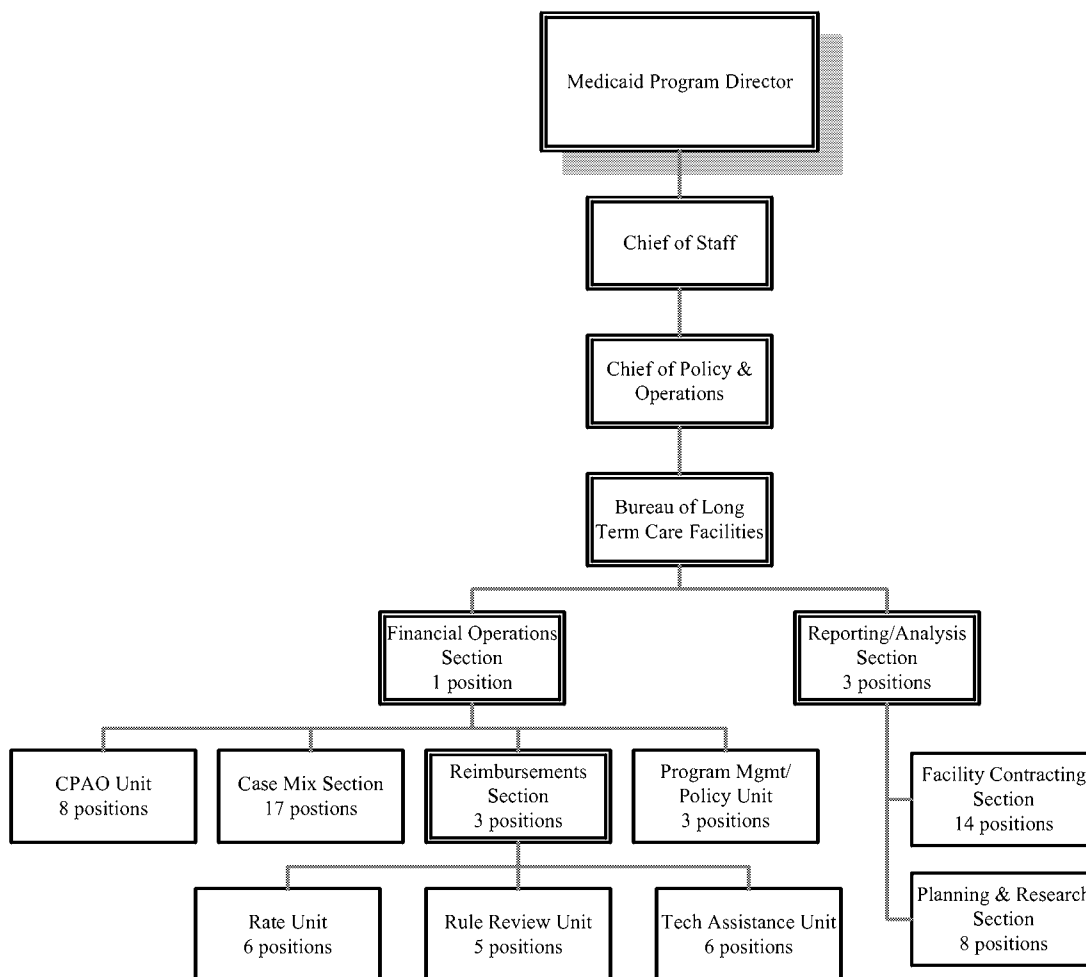 Medicaid Program Director
Chief of Staff
Chief of Policy &
Operations
Bureau of Long
Term Care Facilities
Financial Operations
Section
1 position
Reporting/Analysis
Section
3 positions
CPAO Unit
8 positions
Case Mix Section
17 postions
Reimbursements
Section
3 positions
Program Mgmt/
Policy Unit
3 positions
Facility Contracting
Section
14 positions
Rate Unit
6 positions
Rule Review Unit
5 positions
Tech Assistance Unit
6 positions
Planning & Research
Section
8 positions